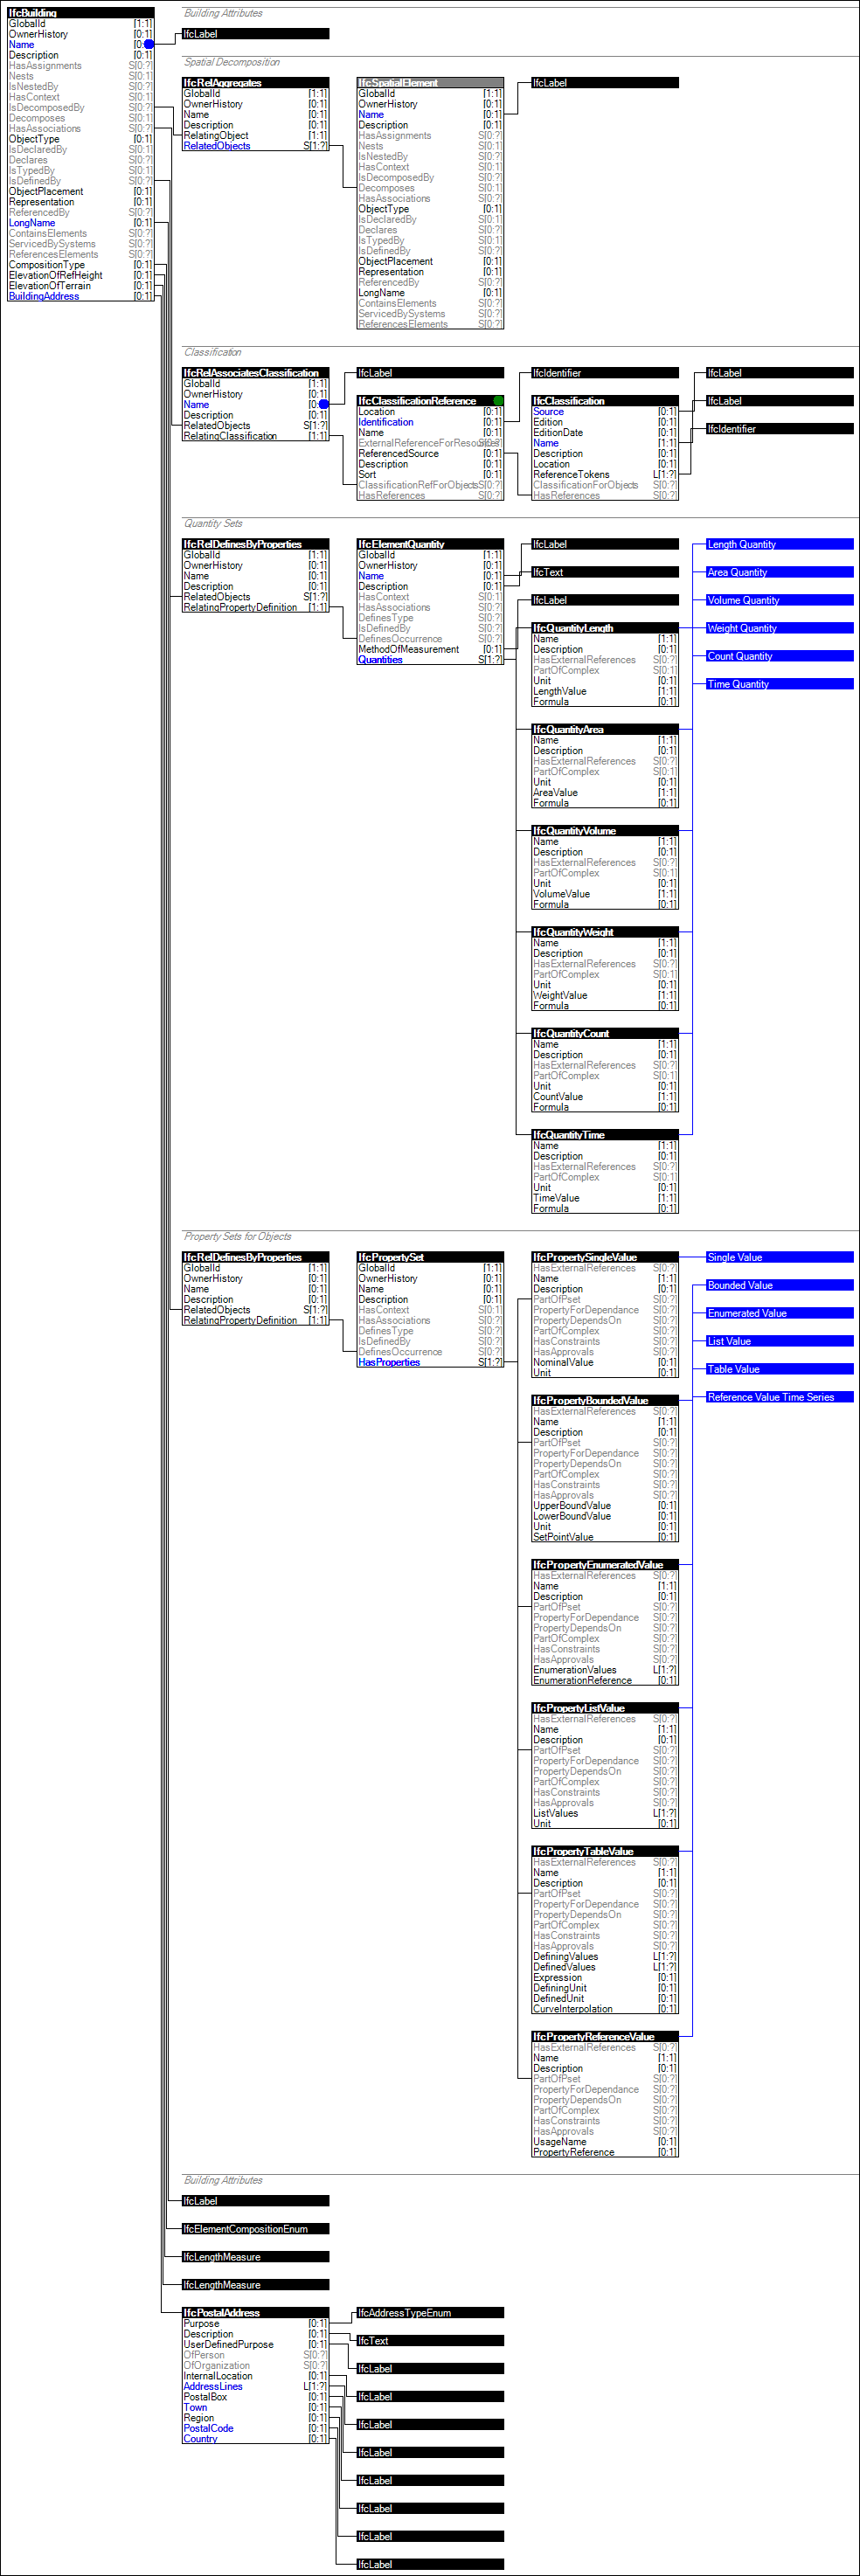 IfcBuilding
GlobalId [1:1]
OwnerHistory [0:1]
Name [0:
Description [0:1]
HasAssignments S[0:?]
Nests S[0:1]
IsNestedBy S[0:?]
HasContext S[0:1]
IsDecomposedBy S[0:?]
Decomposes S[0:1]
HasAssociations S[0:?]
ObjectType [0:1]
IsDeclaredBy S[0:1]
Declares S[0:?]
IsTypedBy S[0:1]
IsDefinedBy S[0:?]
ObjectPlacement [0:1]
Representation [0:1]
ReferencedBy S[0:?]
LongName [0:1]
ContainsElements S[0:?]
ServicedBySystems S[0:?]
ReferencesElements S[0:?]
CompositionType [0:1]
ElevationOfRefHeight [0:1]
ElevationOfTerrain [0:1]
BuildingAddress [0:1]
Building Attributes
IfcLabel
Spatial Decomposition
IfcRelAggregates
GlobalId [1:1]
OwnerHistory [0:1]
Name [0:1]
Description [0:1]
RelatingObject [1:1]
RelatedObjects S[1:?]
IfcSpatialElement
GlobalId [1:1]
OwnerHistory [0:1]
Name [0:1]
Description [0:1]
HasAssignments S[0:?]
Nests S[0:1]
IsNestedBy S[0:?]
HasContext S[0:1]
IsDecomposedBy S[0:?]
Decomposes S[0:1]
HasAssociations S[0:?]
ObjectType [0:1]
IsDeclaredBy S[0:1]
Declares S[0:?]
IsTypedBy S[0:1]
IsDefinedBy S[0:?]
ObjectPlacement [0:1]
Representation [0:1]
ReferencedBy S[0:?]
LongName [0:1]
ContainsElements S[0:?]
ServicedBySystems S[0:?]
ReferencesElements S[0:?]
IfcLabel
Classification
IfcRelAssociatesClassification
GlobalId [1:1]
OwnerHistory [0:1]
Name [0:
Description [0:1]
RelatedObjects S[1:?]
RelatingClassification [1:1]
IfcLabel
IfcClassificationReference
Location [0:1]
Identification [0:1]
Name [0:1]
ExternalReferenceForResources S[0:?]
ReferencedSource [0:1]
Description [0:1]
Sort [0:1]
ClassificationRefForObjects S[0:?]
HasReferences S[0:?]
IfcIdentifier
IfcClassification
Source [0:1]
Edition [0:1]
EditionDate [0:1]
Name [1:1]
Description [0:1]
Location [0:1]
ReferenceTokens L[1:?]
ClassificationForObjects S[0:?]
HasReferences S[0:?]
IfcLabel
IfcLabel
IfcIdentifier
Quantity Sets
IfcRelDefinesByProperties
GlobalId [1:1]
OwnerHistory [0:1]
Name [0:1]
Description [0:1]
RelatedObjects S[1:?]
RelatingPropertyDefinition [1:1]
IfcElementQuantity
GlobalId [1:1]
OwnerHistory [0:1]
Name [0:1]
Description [0:1]
HasContext S[0:1]
HasAssociations S[0:?]
DefinesType S[0:?]
IsDefinedBy S[0:?]
DefinesOccurrence S[0:?]
MethodOfMeasurement [0:1]
Quantities S[1:?]
IfcLabel
IfcText
IfcLabel
IfcQuantityLength
Name [1:1]
Description [0:1]
HasExternalReferences S[0:?]
PartOfComplex S[0:1]
Unit [0:1]
LengthValue [1:1]
Formula [0:1]
IfcQuantityArea
Name [1:1]
Description [0:1]
HasExternalReferences S[0:?]
PartOfComplex S[0:1]
Unit [0:1]
AreaValue [1:1]
Formula [0:1]
IfcQuantityVolume
Name [1:1]
Description [0:1]
HasExternalReferences S[0:?]
PartOfComplex S[0:1]
Unit [0:1]
VolumeValue [1:1]
Formula [0:1]
IfcQuantityWeight
Name [1:1]
Description [0:1]
HasExternalReferences S[0:?]
PartOfComplex S[0:1]
Unit [0:1]
WeightValue [1:1]
Formula [0:1]
IfcQuantityCount
Name [1:1]
Description [0:1]
HasExternalReferences S[0:?]
PartOfComplex S[0:1]
Unit [0:1]
CountValue [1:1]
Formula [0:1]
IfcQuantityTime
Name [1:1]
Description [0:1]
HasExternalReferences S[0:?]
PartOfComplex S[0:1]
Unit [0:1]
TimeValue [1:1]
Formula [0:1]
Length Quantity
Area Quantity
Volume Quantity
Weight Quantity
Count Quantity
Time Quantity
Property Sets for Objects
IfcRelDefinesByProperties
GlobalId [1:1]
OwnerHistory [0:1]
Name [0:1]
Description [0:1]
RelatedObjects S[1:?]
RelatingPropertyDefinition [1:1]
IfcPropertySet
GlobalId [1:1]
OwnerHistory [0:1]
Name [0:1]
Description [0:1]
HasContext S[0:1]
HasAssociations S[0:?]
DefinesType S[0:?]
IsDefinedBy S[0:?]
DefinesOccurrence S[0:?]
HasProperties S[1:?]
IfcPropertySingleValue
HasExternalReferences S[0:?]
Name [1:1]
Description [0:1]
PartOfPset S[0:?]
PropertyForDependance S[0:?]
PropertyDependsOn S[0:?]
PartOfComplex S[0:?]
HasConstraints S[0:?]
HasApprovals S[0:?]
NominalValue [0:1]
Unit [0:1]
IfcPropertyBoundedValue
HasExternalReferences S[0:?]
Name [1:1]
Description [0:1]
PartOfPset S[0:?]
PropertyForDependance S[0:?]
PropertyDependsOn S[0:?]
PartOfComplex S[0:?]
HasConstraints S[0:?]
HasApprovals S[0:?]
UpperBoundValue [0:1]
LowerBoundValue [0:1]
Unit [0:1]
SetPointValue [0:1]
IfcPropertyEnumeratedValue
HasExternalReferences S[0:?]
Name [1:1]
Description [0:1]
PartOfPset S[0:?]
PropertyForDependance S[0:?]
PropertyDependsOn S[0:?]
PartOfComplex S[0:?]
HasConstraints S[0:?]
HasApprovals S[0:?]
EnumerationValues L[1:?]
EnumerationReference [0:1]
IfcPropertyListValue
HasExternalReferences S[0:?]
Name [1:1]
Description [0:1]
PartOfPset S[0:?]
PropertyForDependance S[0:?]
PropertyDependsOn S[0:?]
PartOfComplex S[0:?]
HasConstraints S[0:?]
HasApprovals S[0:?]
ListValues L[1:?]
Unit [0:1]
IfcPropertyTableValue
HasExternalReferences S[0:?]
Name [1:1]
Description [0:1]
PartOfPset S[0:?]
PropertyForDependance S[0:?]
PropertyDependsOn S[0:?]
PartOfComplex S[0:?]
HasConstraints S[0:?]
HasApprovals S[0:?]
DefiningValues L[1:?]
DefinedValues L[1:?]
Expression [0:1]
DefiningUnit [0:1]
DefinedUnit [0:1]
CurveInterpolation [0:1]
IfcPropertyReferenceValue
HasExternalReferences S[0:?]
Name [1:1]
Description [0:1]
PartOfPset S[0:?]
PropertyForDependance S[0:?]
PropertyDependsOn S[0:?]
PartOfComplex S[0:?]
HasConstraints S[0:?]
HasApprovals S[0:?]
UsageName [0:1]
PropertyReference [0:1]
Single Value
Bounded Value
Enumerated Value
List Value
Table Value
Reference Value Time Series
Building Attributes
IfcLabel
IfcElementCompositionEnum
IfcLengthMeasure
IfcLengthMeasure
IfcPostalAddress
Purpose [0:1]
Description [0:1]
UserDefinedPurpose [0:1]
OfPerson S[0:?]
OfOrganization S[0:?]
InternalLocation [0:1]
AddressLines L[1:?]
PostalBox [0:1]
Town [0:1]
Region [0:1]
PostalCode [0:1]
Country [0:1]
IfcAddressTypeEnum
IfcText
IfcLabel
IfcLabel
IfcLabel
IfcLabel
IfcLabel
IfcLabel
IfcLabel
IfcLabel